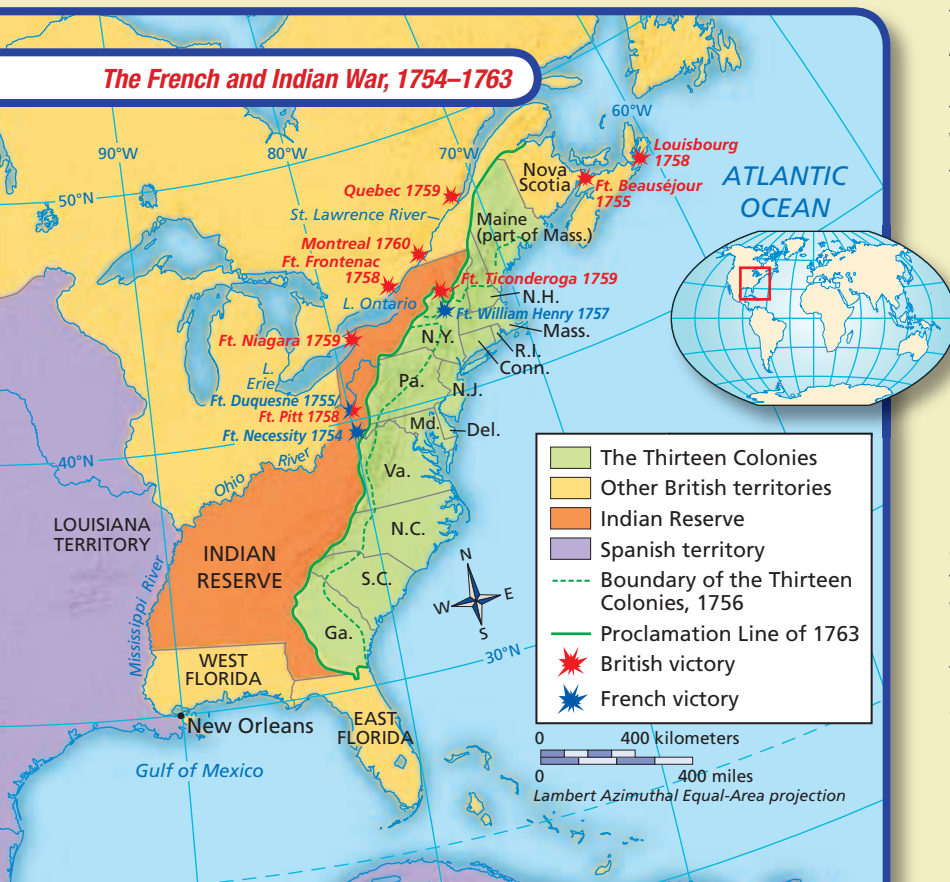 The French and Indian War, 1754–1763
60°W
90°W
80°W
70°W
50°N
Louisbourg
1758
Nova
Scotia
Ft. Beauséjour
1755
ATLANTIC
OCEAN
Quebec 1759
St. Lawrence River
Maine
(part of Mass.)
Montreal 1760
Ft. Frontenac
1758
Ft. Ticonderoga 1759
L. Ontario
N.H.
Ft. William Henry 1757
Mass.
Ft. Niagara 1759
N.Y.
R.I.
Conn.
L.
Erie
Pa.
N.J.
Ft. Duquesne 1755
Ft. Pitt 1758
Md.
Del.
Ft. Necessity 1754
40°N
Ohio River
Va.
LOUISIANA
TERRITORY
INDIAN
RESERVE
N.C.
Mississippi River
S.C.
Ga.
N
W
E
S
30°N
WEST
FLORIDA
New Orleans
EAST
FLORIDA
Gulf of Mexico
The Thirteen Colonies
Other British territories
Indian Reserve
Spanish territory
Boundary of the Thirteen
Colonies, 1756
Proclamation Line of 1763
British victory
French victory
0 400 kilometers
0 400 miles
Lambert Azimuthal Equal-Area projection